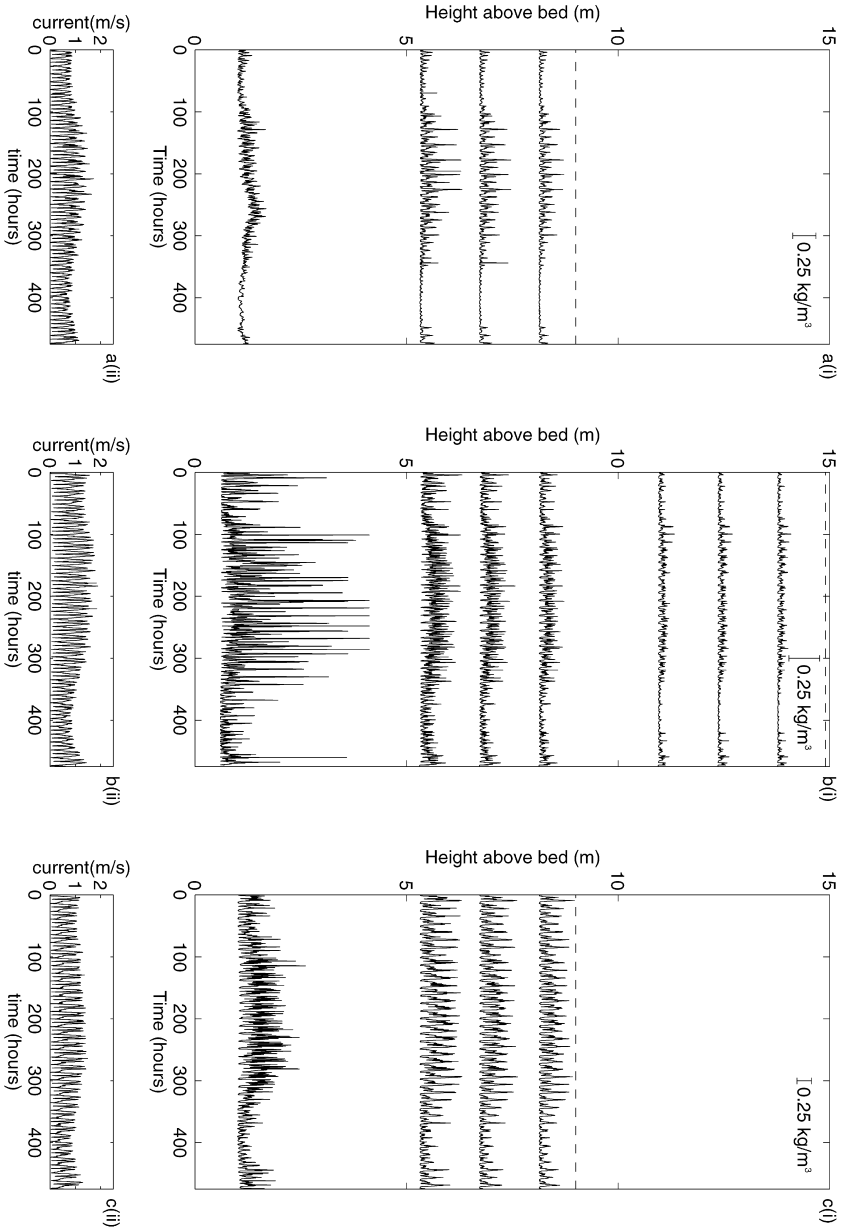 Height above bed (m)
15
10
5
0
0.25 kg/m³
a(i)
0 100 200 300 400
Time (hours)
current(m/s)
2
1
0
0 100 200 300 400
time (hours)
a(ii)
Height above bed (m)
15
10
5
0
0.25 kg/m³
b(i)
0 100 200 300 400
Time (hours)
current(m/s)
2
1
0
0 100 200 300 400
time (hours)
b(ii)
Height above bed (m)
15
10
5
0
0.25 kg/m³
c(i)
0 100 200 300 400
Time (hours)
current(m/s)
2
1
0
0 100 200 300 400
time (hours)
c(ii)